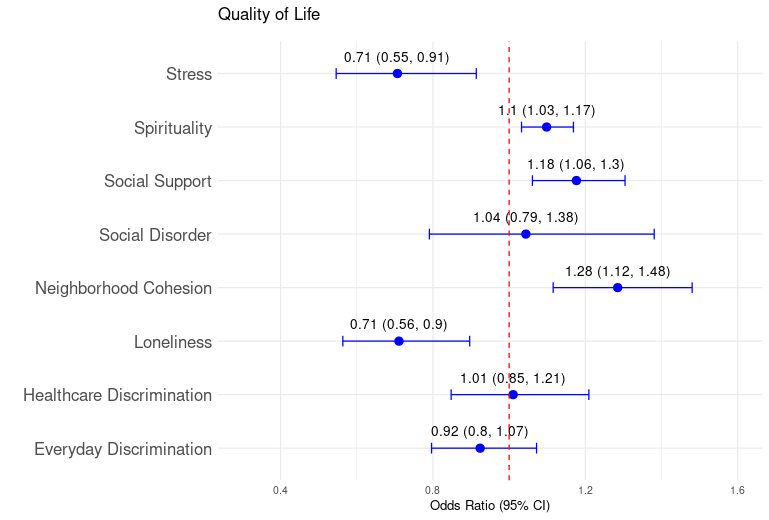 Quality of Life
Stress
0.71 (0.55, 0.91)
Spirituality
1.1 (1.03, 1.17)
Social Support
1.18 (1.06, 1.3)
Social Disorder
1.04 (0.79, 1.38)
Neighborhood Cohesion
1.28 (1.12, 1.48)
Loneliness
0.71 (0.56, 0.9)
Healthcare Discrimination
1.01 (0.85, 1.21)
Everyday Discrimination
0.92 (0.8, 1.07)
0.4 0.8 1.2 1.6
Odds Ratio (95% CI)